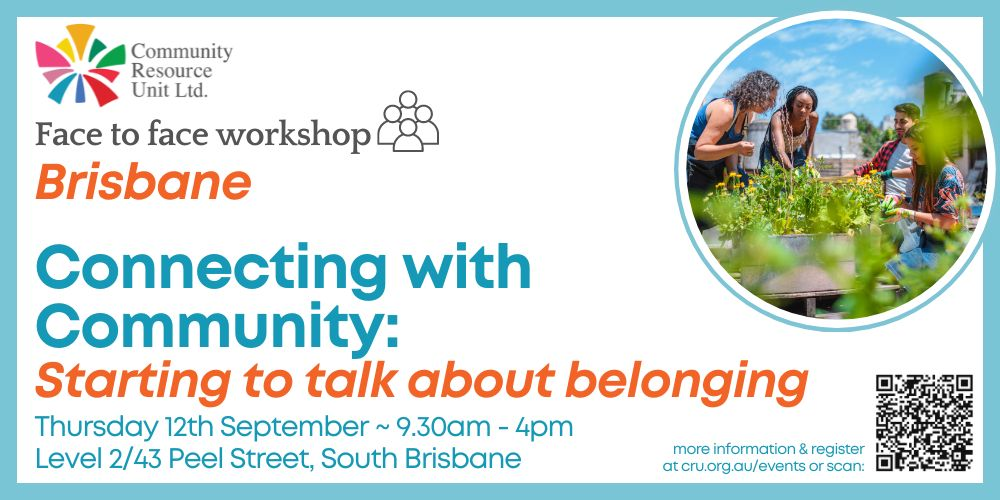 Community
Resource
Unit Ltd.
Face to face workshop
Brisbane
Connecting with
Community:
Starting to talk about belonging
Thursday 12th September ~ 9.30am - 4pm
Level 2/43 Peel Street, South Brisbane
more information & register
at cru.org.au/events or scan: